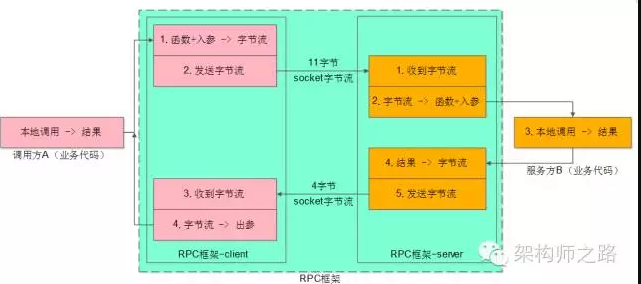 1. 函数+入参 -> 字节流
2. 发送字节流
11字节
socket字节流
1. 收到字节流
2. 字节流 -> 函数+入参
本地调用 -> 结果
调用方A（业务代码）
3. 本地调用 -> 结果
服务方B（业务代码）
4. 结果 -> 字节流
5. 发送字节流
4字节
socket字节流
3. 收到字节流
4. 字节流 -> 出参
RPC框架-client
RPC框架-server
RPC框架
架构师之路